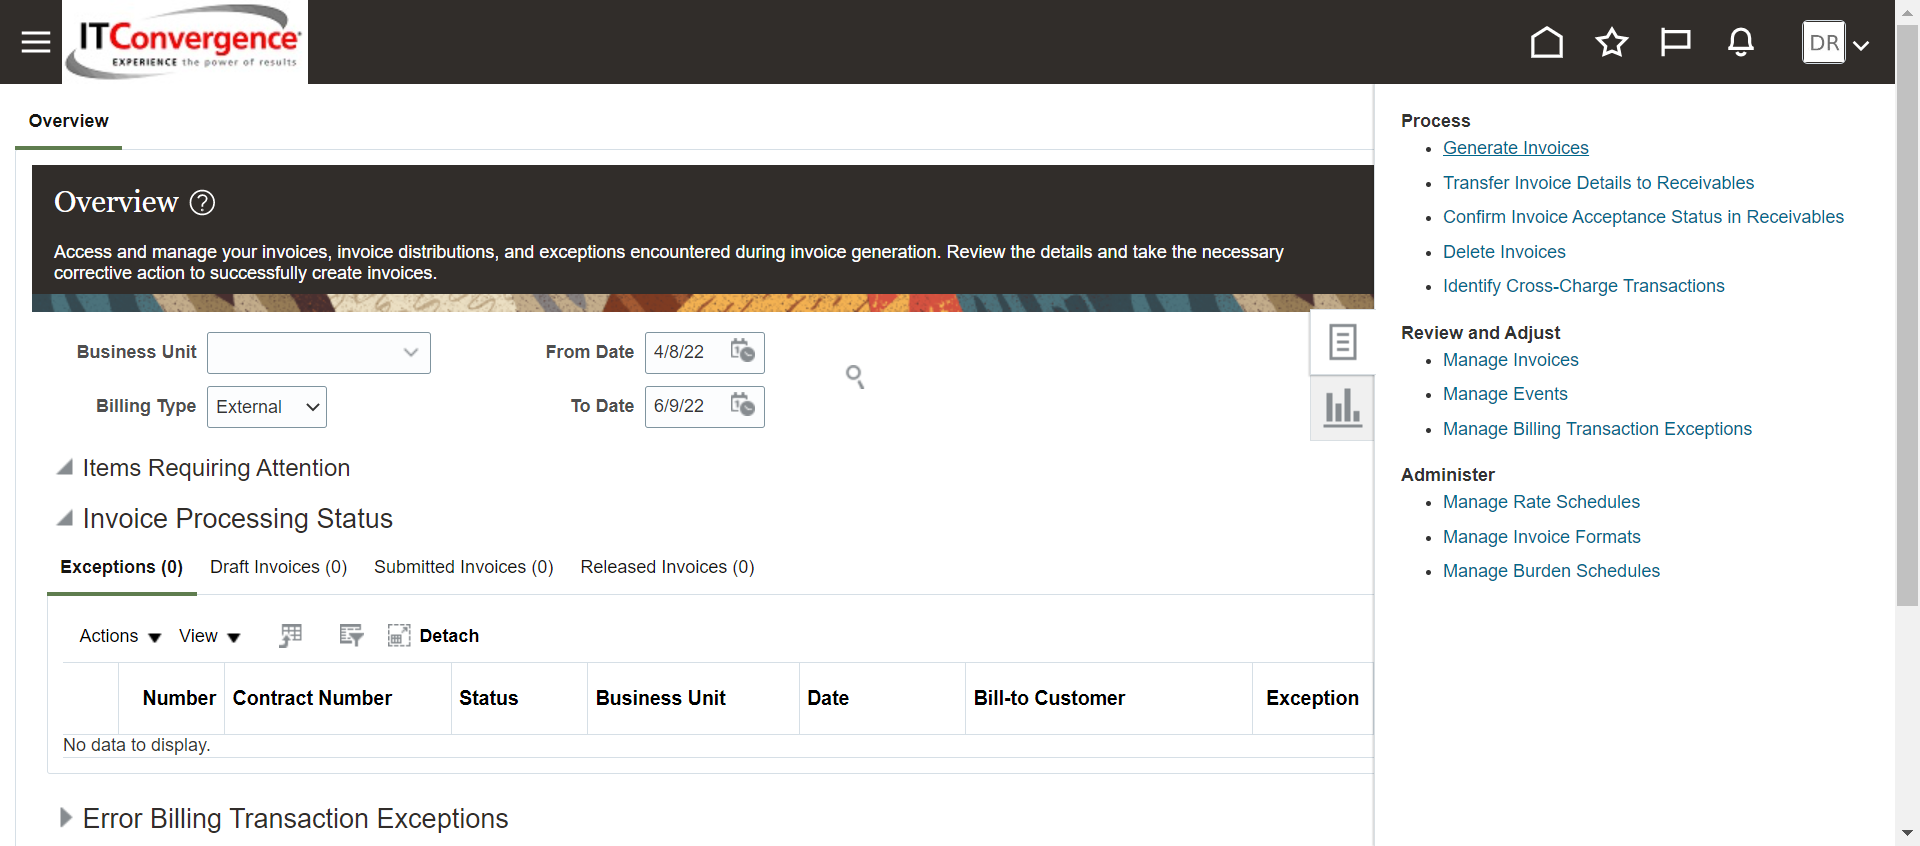 ITConvergence
EXPERIENCE the power of results
DR
Overview
Overview ?
Access and manage your invoices, invoice distributions, and exceptions encountered during invoice generation. Review the details and take the necessary
corrective action to successfully create invoices.
Business Unit
From Date 4/8/22
Billing Type External
To Date 6/9/22
Items Requiring Attention
Invoice Processing Status
Exceptions (0) Draft Invoices (0) Submitted Invoices (0) Released Invoices (0)
Actions View Detach
Number Contract Number Status Business Unit Date Bill-to Customer Exception
No data to display.
Error Billing Transaction Exceptions
Process
Generate Invoices
Transfer Invoice Details to Receivables
Confirm Invoice Acceptance Status in Receivables
Delete Invoices
Identify Cross-Charge Transactions
Review and Adjust
Manage Invoices
Manage Events
Manage Billing Transaction Exceptions
Administer
Manage Rate Schedules
Manage Invoice Formats
Manage Burden Schedules